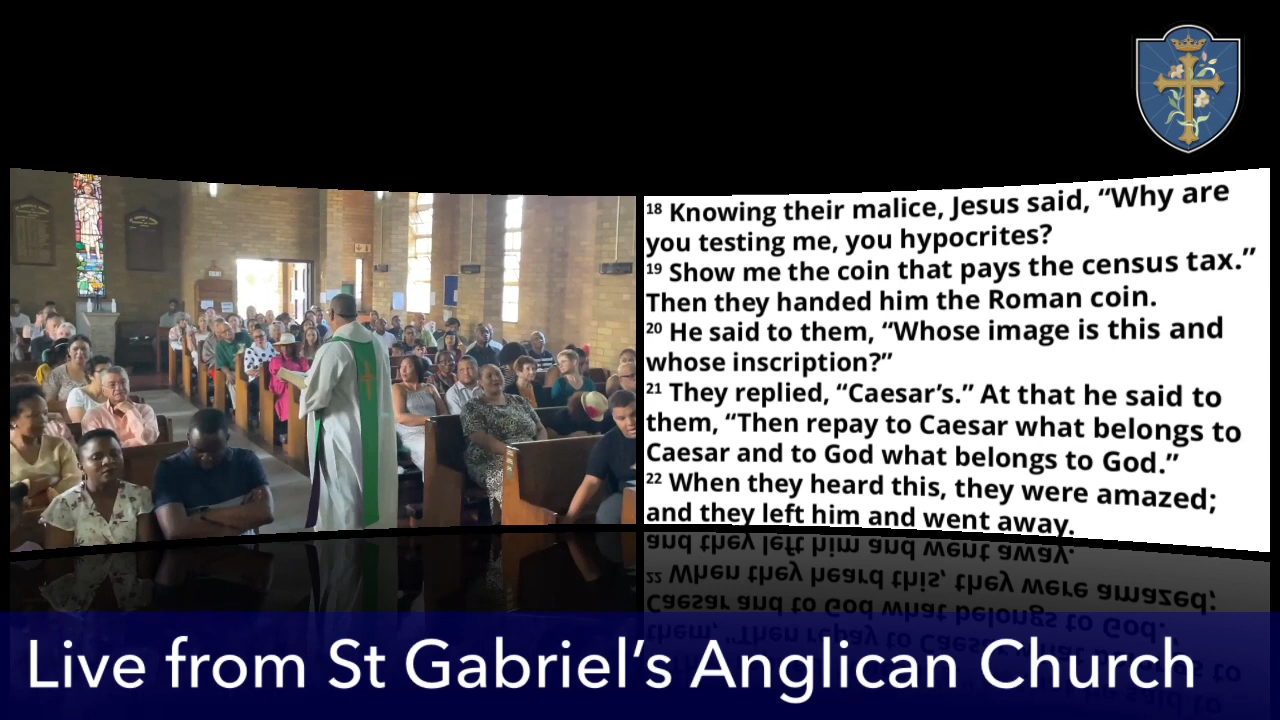 18 Knowing their malice, Jesus said, “Why are
you testing me, you hypocrites?
19 Show me the coin that pays the census tax.”
Then they handed him the Roman coin.
20 He said to them, “Whose image is this and
whose inscription?”
21 They replied, “Caesar’s.” At that he said to
them, “Then repay to Caesar what belongs to
Caesar and to God what belongs to God.”
22 When they heard this, they were amazed;
and they left him and went away.
Live from St Gabriel’s Anglican Church